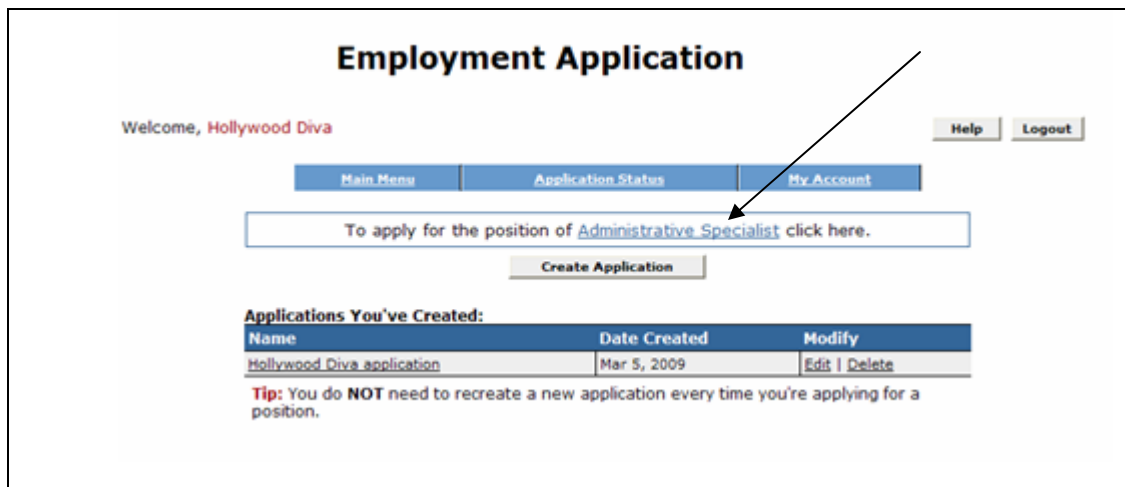 Employment Application
Welcome, Hollywood Diva
Help Logout
Main Menu Application Status My Account
To apply for the position of Administrative Specialist click here.
Create Application
Applications You've Created:
Name Date Created Modify
Hollywood Diva application Mar 5, 2009 Edit | Delete
Tip: You do NOT need to recreate a new application every time you're applying for a
position.